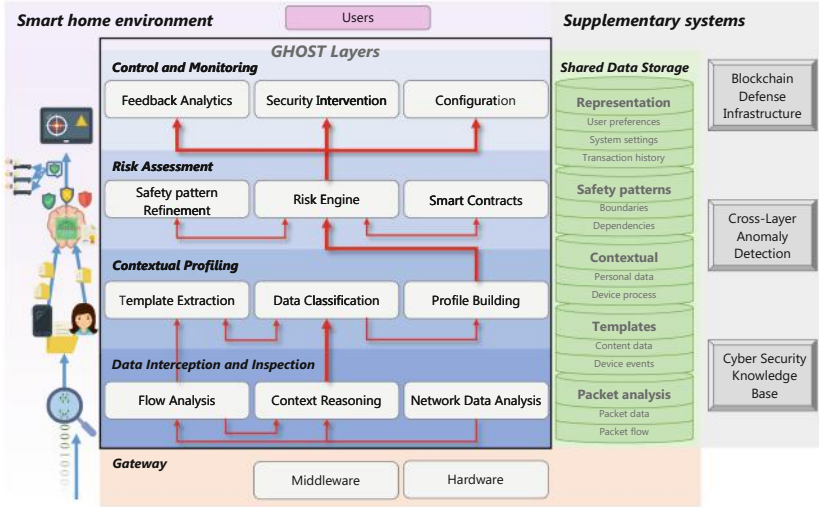 Smart home environment
Users
Supplementary systems
GHOST Layers
Control and Monitoring
Feedback Analytics
Security Intervention
Configuration
Risk Assessment
Safety pattern
Refinement
Risk Engine
Smart Contracts
Contextual Profiling
Template Extraction
Data Classification
Profile Building
Data Interception and Inspection
Flow Analysis
Context Reasoning
Network Data Analysis
Gateway
Middleware
Hardware
Shared Data Storage
Representation
User preferences
System settings
Transaction history
Safety patterns
Boundaries
Dependencies
Contextual
Personal data
Device process
Templates
Content data
Device events
Packet analysis
Packet data
Packet flow
Blockchain
Defense
Infrastructure
Cross-Layer
Anomaly
Detection
Cyber Security
Knowledge
Base